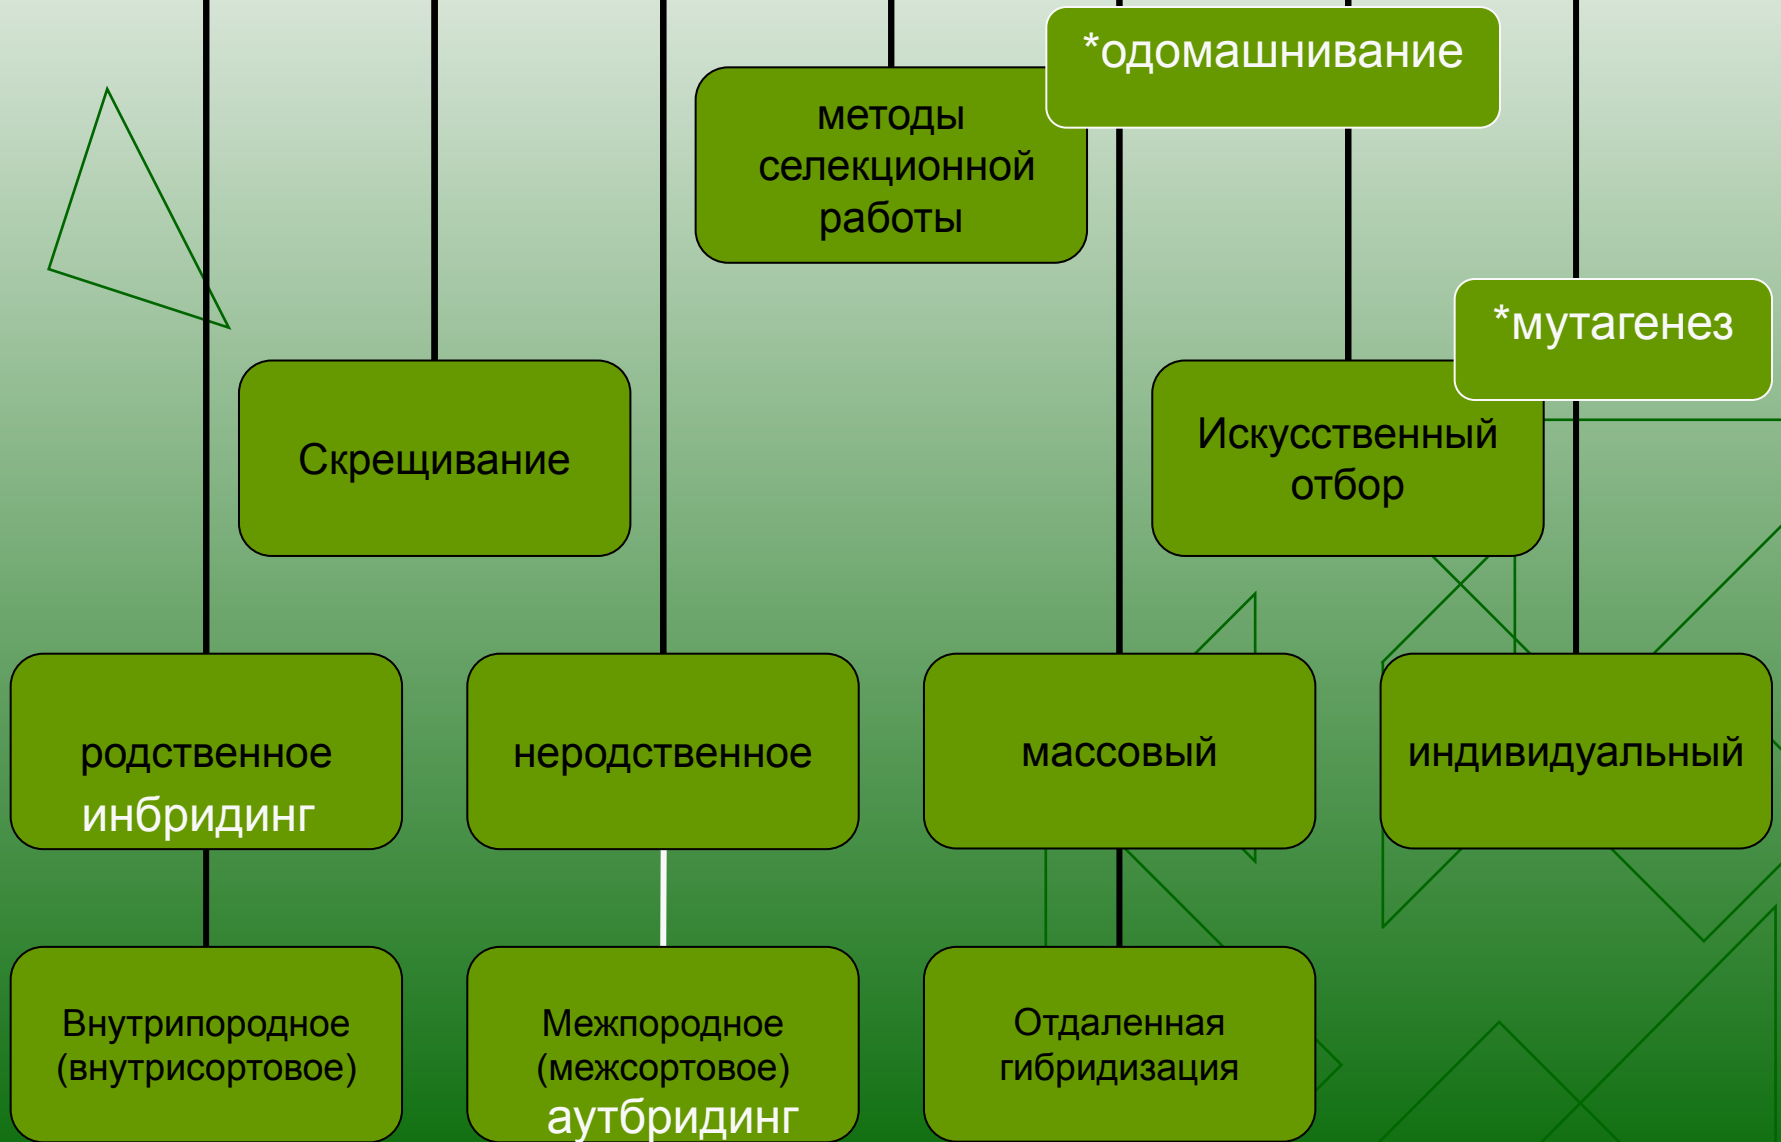 *одомашнивание
методы
селекционной
работы
*мутагенез
Скрещивание
Искусственный
отбор
родственное
инбридинг
неродственное
массовый
индивидуальный
Внутрипородное
(внутрисортовое)
Межпородное
(межсортовое)
аутбридинг
Отдаленная
гибридизация